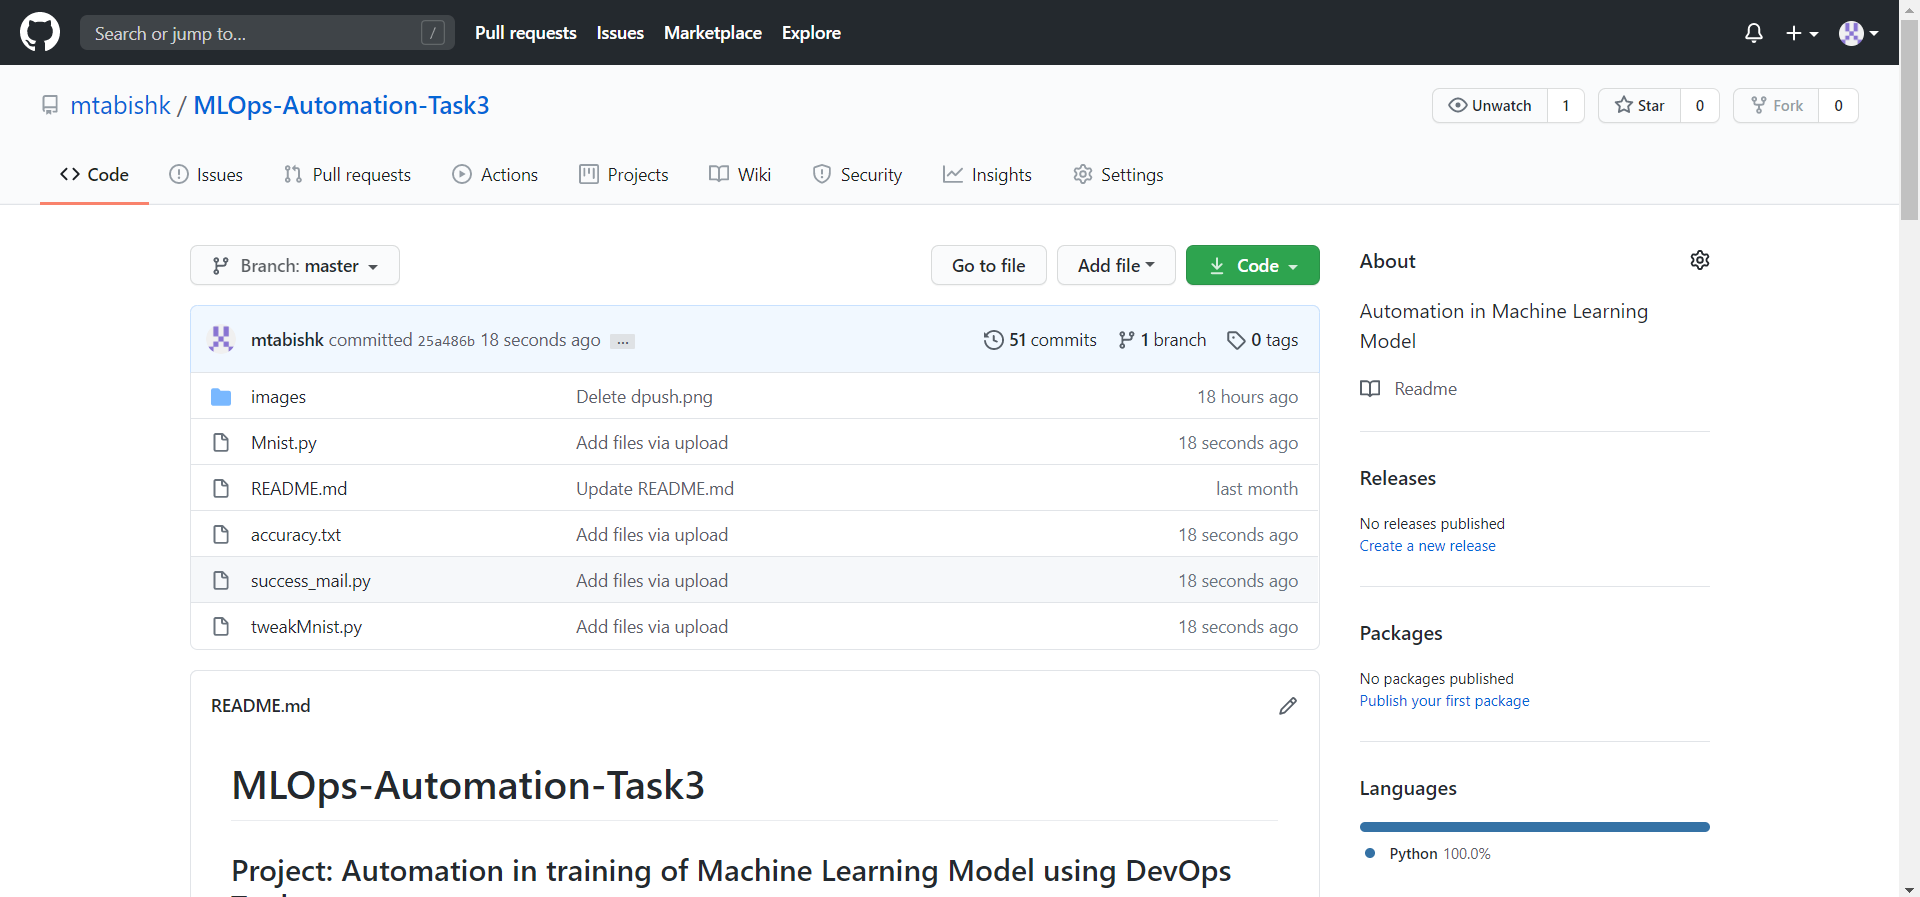 Search or jump to... / Pull requests Issues Marketplace Explore
mtabishk / MLOps-Automation-Task3 Unwatch 1 Star 0 Fork 0
Code Issues Pull requests Actions Projects Wiki Security Insights Settings
Branch: master Go to file Add file Code
mtabishk committed 25a486b 18 seconds ago ... 51 commits 1 branch 0 tags
images Delete dpush.png 18 hours ago
Mnist.py Add files via upload 18 seconds ago
README.md Update README.md last month
accuracy.txt Add files via upload 18 seconds ago
success_mail.py Add files via upload 18 seconds ago
tweakMnist.py Add files via upload 18 seconds ago
README.md
MLOps-Automation-Task3
Project: Automation in training of Machine Learning Model using DevOps
About
Automation in Machine Learning
Model
Readme
Releases
No releases published
Create a new release
Packages
No packages published
Publish your first package
Languages
Python 100.0%